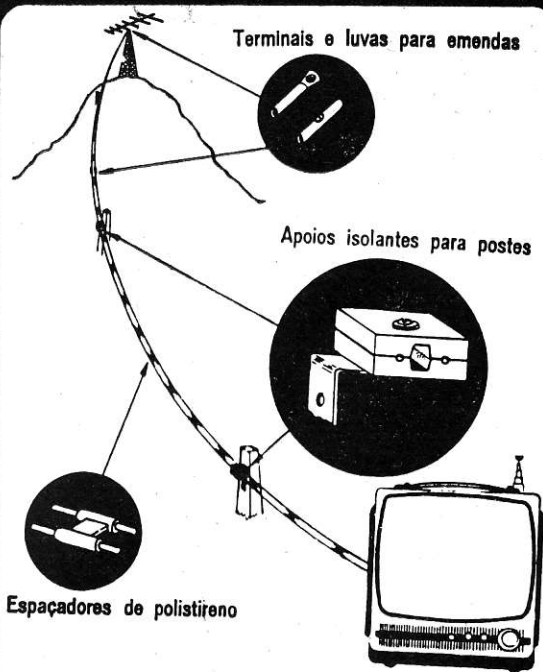 Terminais e luvas para emendas
Apoios isolantes para postes
Espaçadores de polistireno